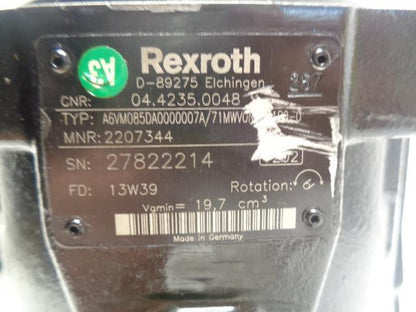 A3
Rexroth
D-89275 Elchingen
CNR: 04.4235.0048
TYP: A6VM085DA0000007A/71MWV0
MNR: 2207344
SN: 27822214
FD: 13W39 Rotation:
Vgmin= 19,7 cm³
Made in Germany